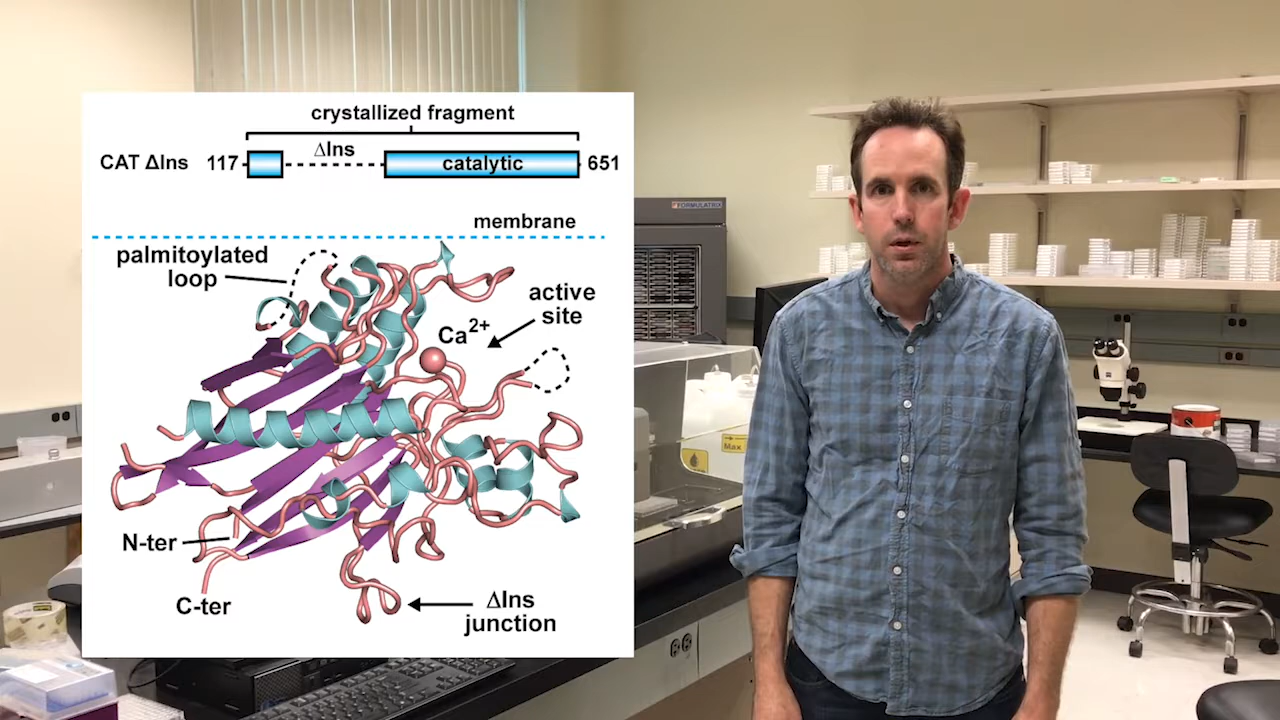 crystallized fragment
CAT ΔIns 117 ΔIns catalytic 651
membrane
palmitoylated
loop
active
site
Ca²⁺
N-ter
C-ter
ΔIns
junction
FORMULATRIX
Max